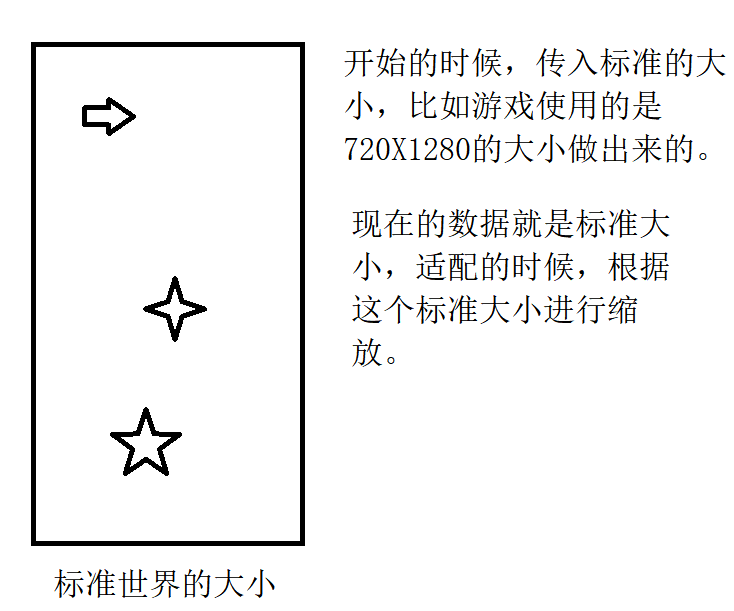 开始的时候，传入标准的大
小，比如游戏使用的是
720X1280的大小做出来的。
现在的数据就是标准大
小，适配的时候，根据
这个标准大小进行缩
放。
标准世界的大小